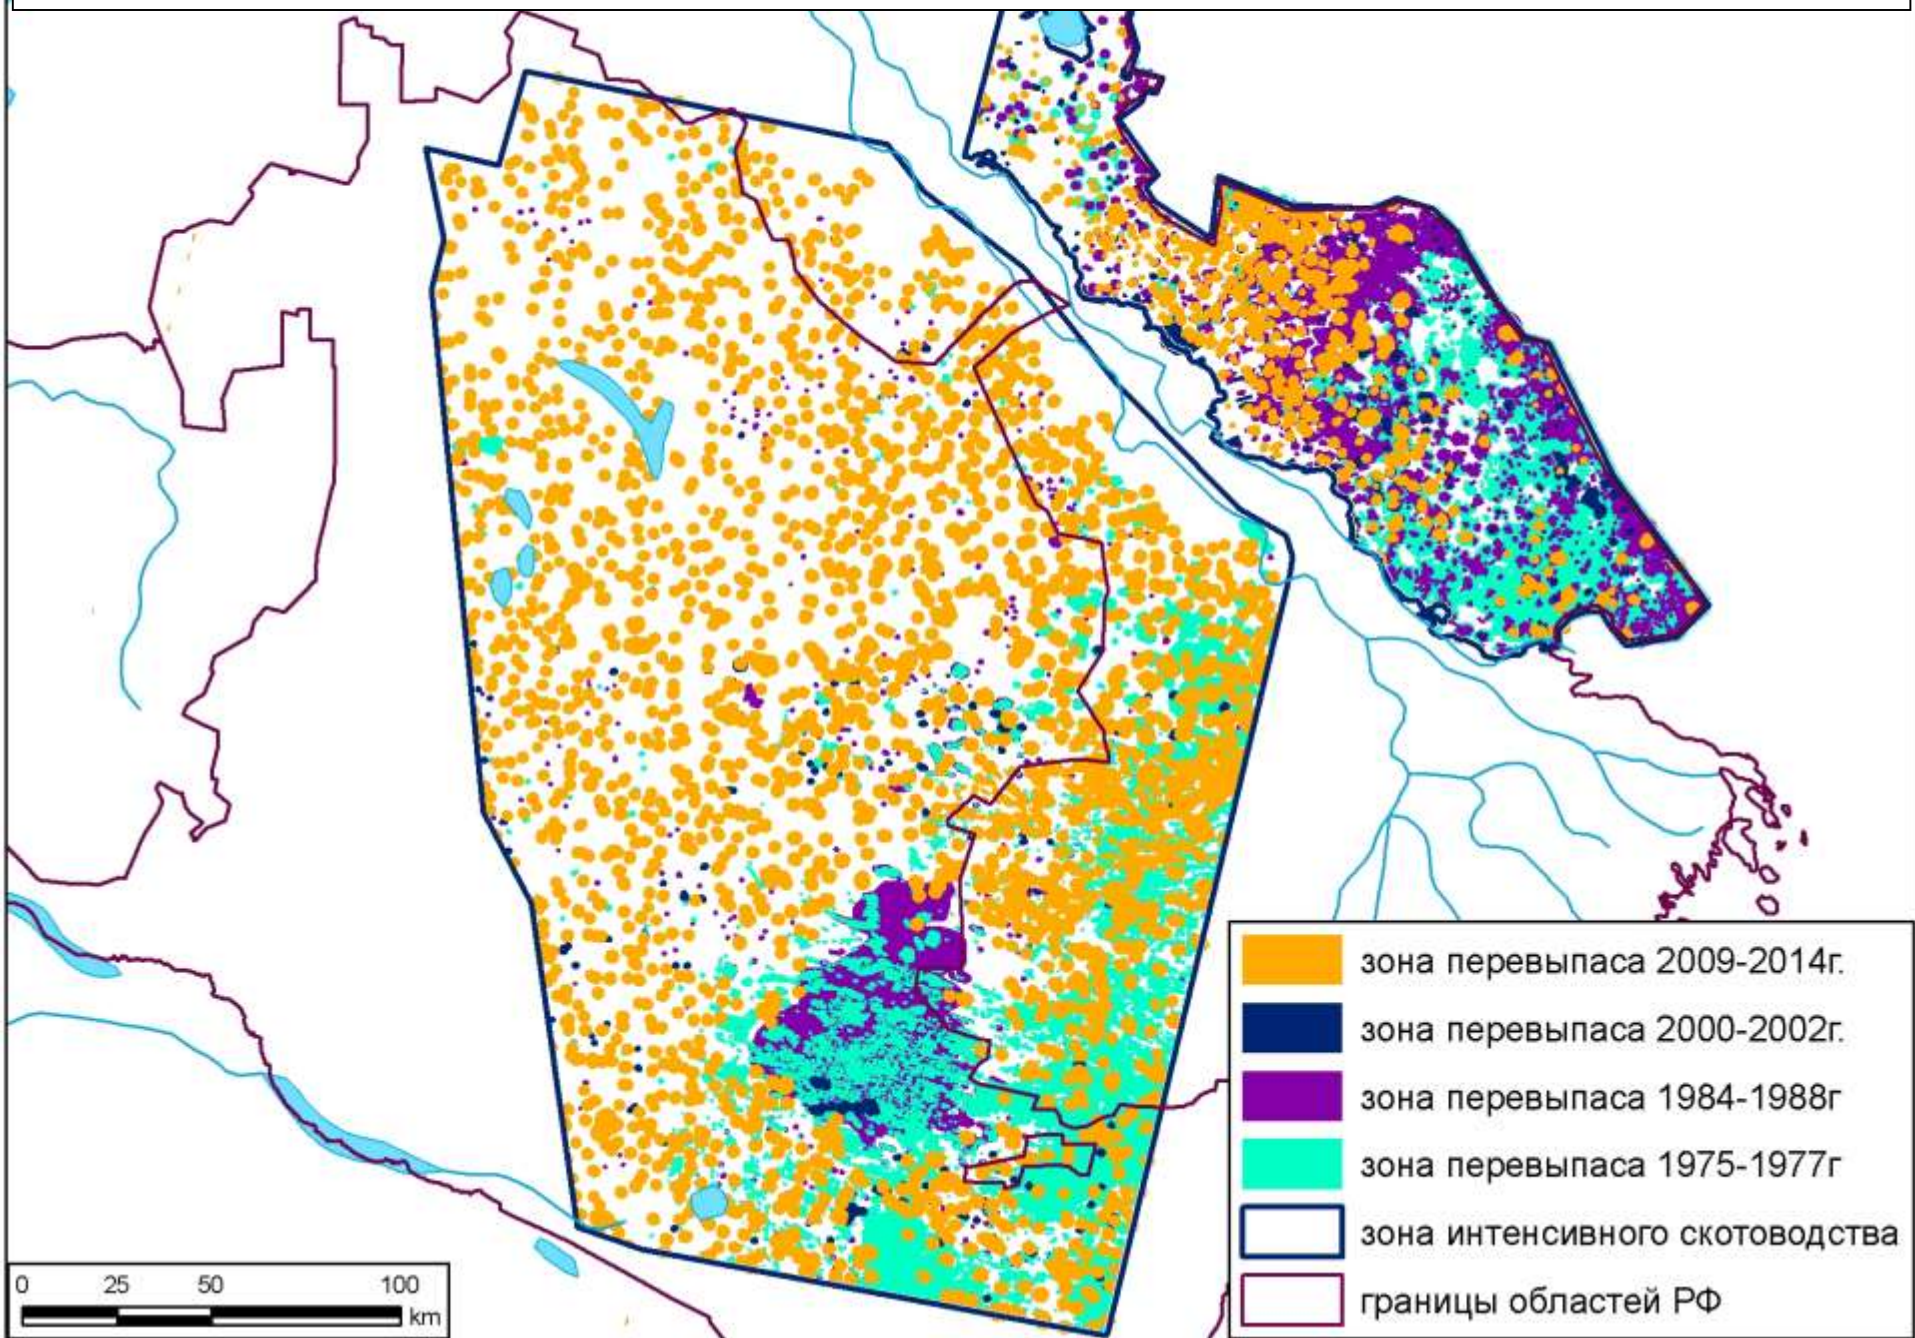 зона перевыпаса 2009-2014г.
зона перевыпаса 2000-2002г.
зона перевыпаса 1984-1988г
зона перевыпаса 1975-1977г
зона интенсивного скотоводства
границы областей РФ
0 25 50 100
km